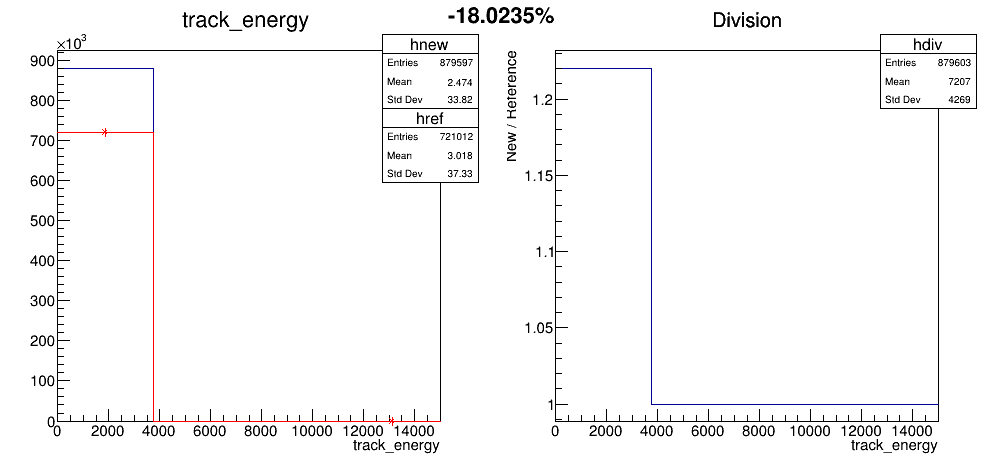 -18.0235%
track_energy
×10³
hnew
Entries 879597
Mean 2.474
Std Dev 33.82
href
Entries 721012
Mean 3.018
Std Dev 37.33
900
800
700
600
500
400
300
200
100
0
0 2000 4000 6000 8000 10000 12000 14000
track_energy
Division
hdiv
Entries 879603
Mean 7207
Std Dev 4269
New / Reference
1.2
1.15
1.1
1.05
1
0 2000 4000 6000 8000 10000 12000 14000
track_energy